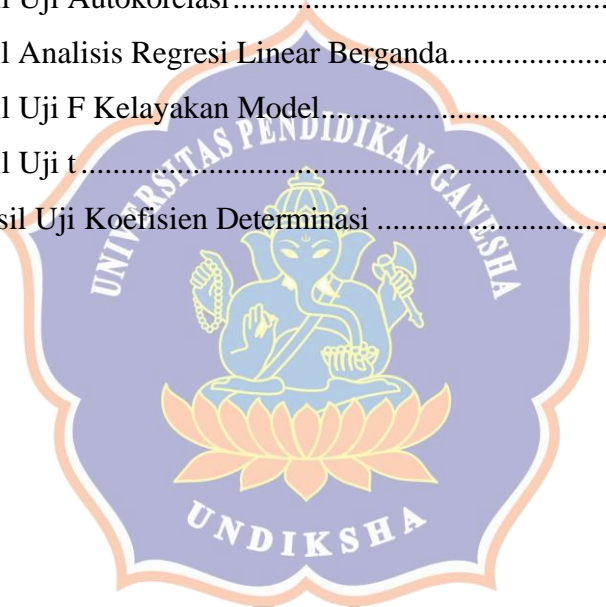 Uji Autokorelasi........................................
l Analisis Regresi Linear Berganda...................
l Uji F Kelayakan Model...................................
l Uji t................................................................
sil Uji Koefisien Determinasi ............................
UNIVERSITAS PENDIDIKAN GANESHA
UNDIKSHA